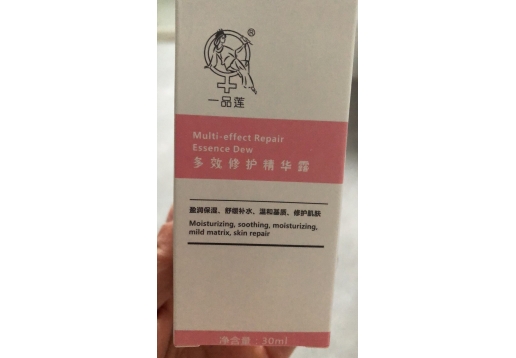 ®
一品莲
Multi-effect Repair
Essence Dew
多效修护精华露
盈润保湿、舒缓补水、温和基质、修护肌肤
Moisturizing, soothing, moisturizing,
mild matrix, skin repair
净含量: 30ml